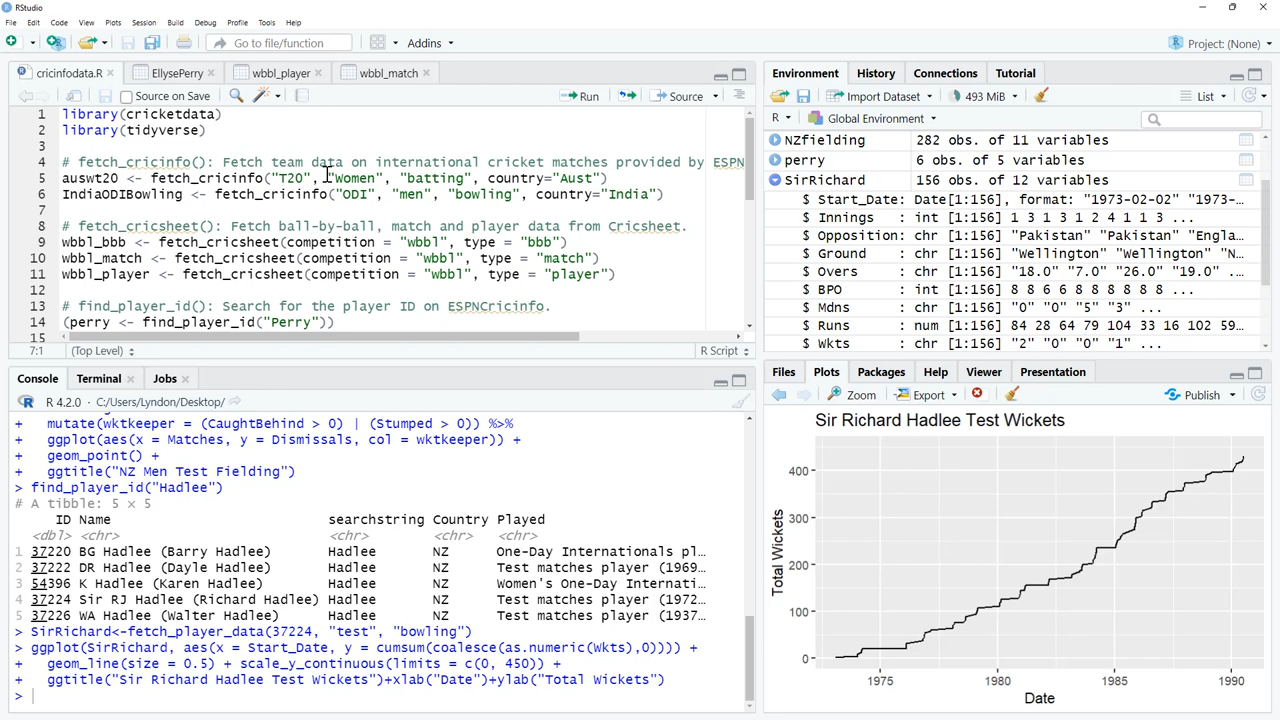 RStudio
File Edit Code View Plots Session Build Debug Profile Tools Help
Go to file/function Addins Project: (None)
cricinfodata.R EllysePerry wbbl_player wbbl_match
Source on Save Run Source
1 library(cricketdata)
2 library(tidyverse)
3
4 # fetch_cricinfo(): Fetch team data on international cricket matches provided by ESPN
5 auswt20 <- fetch_cricinfo("T20", "Women", "batting", country="Aust")
6 IndiaODIBowling <- fetch_cricinfo("ODI", "men", "bowling", country="India")
7
8 # fetch_cricsheet(): Fetch ball-by-ball, match and player data from Cricsheet.
9 wbbl_bbb <- fetch_cricsheet(competition = "wbbl", type = "bbb")
10 wbbl_match <- fetch_cricsheet(competition = "wbbl", type = "match")
11 wbbl_player <- fetch_cricsheet(competition = "wbbl", type = "player")
12
13 # find_player_id(): Search for the player ID on ESPNCricinfo.
14 (perry <- find_player_id("Perry"))
15
7:1 (Top Level) R Script
Console Terminal Jobs
R 4.2.0 · C:/Users/Lyndon/Desktop/
+ mutate(wktkeeper = (CaughtBehind > 0) | (Stumped > 0)) %>%
+ ggplot(aes(x = Matches, y = Dismissals, col = wktkeeper)) +
+ geom_point() +
+ ggtitle("NZ Men Test Fielding")
> find_player_id("Hadlee")
# A tibble: 5 × 5
ID Name searchstring Country Played
<dbl> <chr> <chr> <chr> <chr>
1 37220 BG Hadlee (Barry Hadlee) Hadlee NZ One-Day Internationals pl…
2 37222 DR Hadlee (Dayle Hadlee) Hadlee NZ Test matches player (1969…
3 54396 K Hadlee (Karen Hadlee) Hadlee NZ Women's One-Day Internati…
4 37224 Sir RJ Hadlee (Richard Hadlee) Hadlee NZ Test matches player (1972…
5 37226 WA Hadlee (Walter Hadlee) Hadlee NZ Test matches player (1937…
> SirRichard<-fetch_player_data(37224, "test", "bowling")
> ggplot(SirRichard, aes(x = Start_Date, y = cumsum(coalesce(as.numeric(Wkts),0)))) +
+ geom_line(size = 0.5) + scale_y_continuous(limits = c(0, 450)) +
+ ggtitle("Sir Richard Hadlee Test Wickets")+xlab("Date")+ylab("Total Wickets")
>
Environment History Connections Tutorial
Import Dataset 493 MiB List
R Global Environment
NZfielding 282 obs. of 11 variables
perry 6 obs. of 5 variables
SirRichard 156 obs. of 12 variables
$ Start_Date: Date[1:156], format: "1973-02-02" "1973-…
$ Innings : int [1:156] 1 3 1 3 1 2 4 1 1 3 ...
$ Opposition: chr [1:156] "Pakistan" "Pakistan" "Engla…
$ Ground : chr [1:156] "Wellington" "Wellington" "N…
$ Overs : chr [1:156] "18.0" "7.0" "26.0" "19.0" ...
$ BPO : int [1:156] 8 8 6 6 8 8 8 8 8 8 ...
$ Mdns : chr [1:156] "0" "0" "5" "3" ...
$ Runs : num [1:156] 84 28 64 79 104 33 16 102 59…
$ Wkts : chr [1:156] "2" "0" "0" "1" ...
Files Plots Packages Help Viewer Presentation
Zoom Export Publish
Sir Richard Hadlee Test Wickets
Total Wickets
400
300
200
100
0
1975 1980 1985 1990
Date